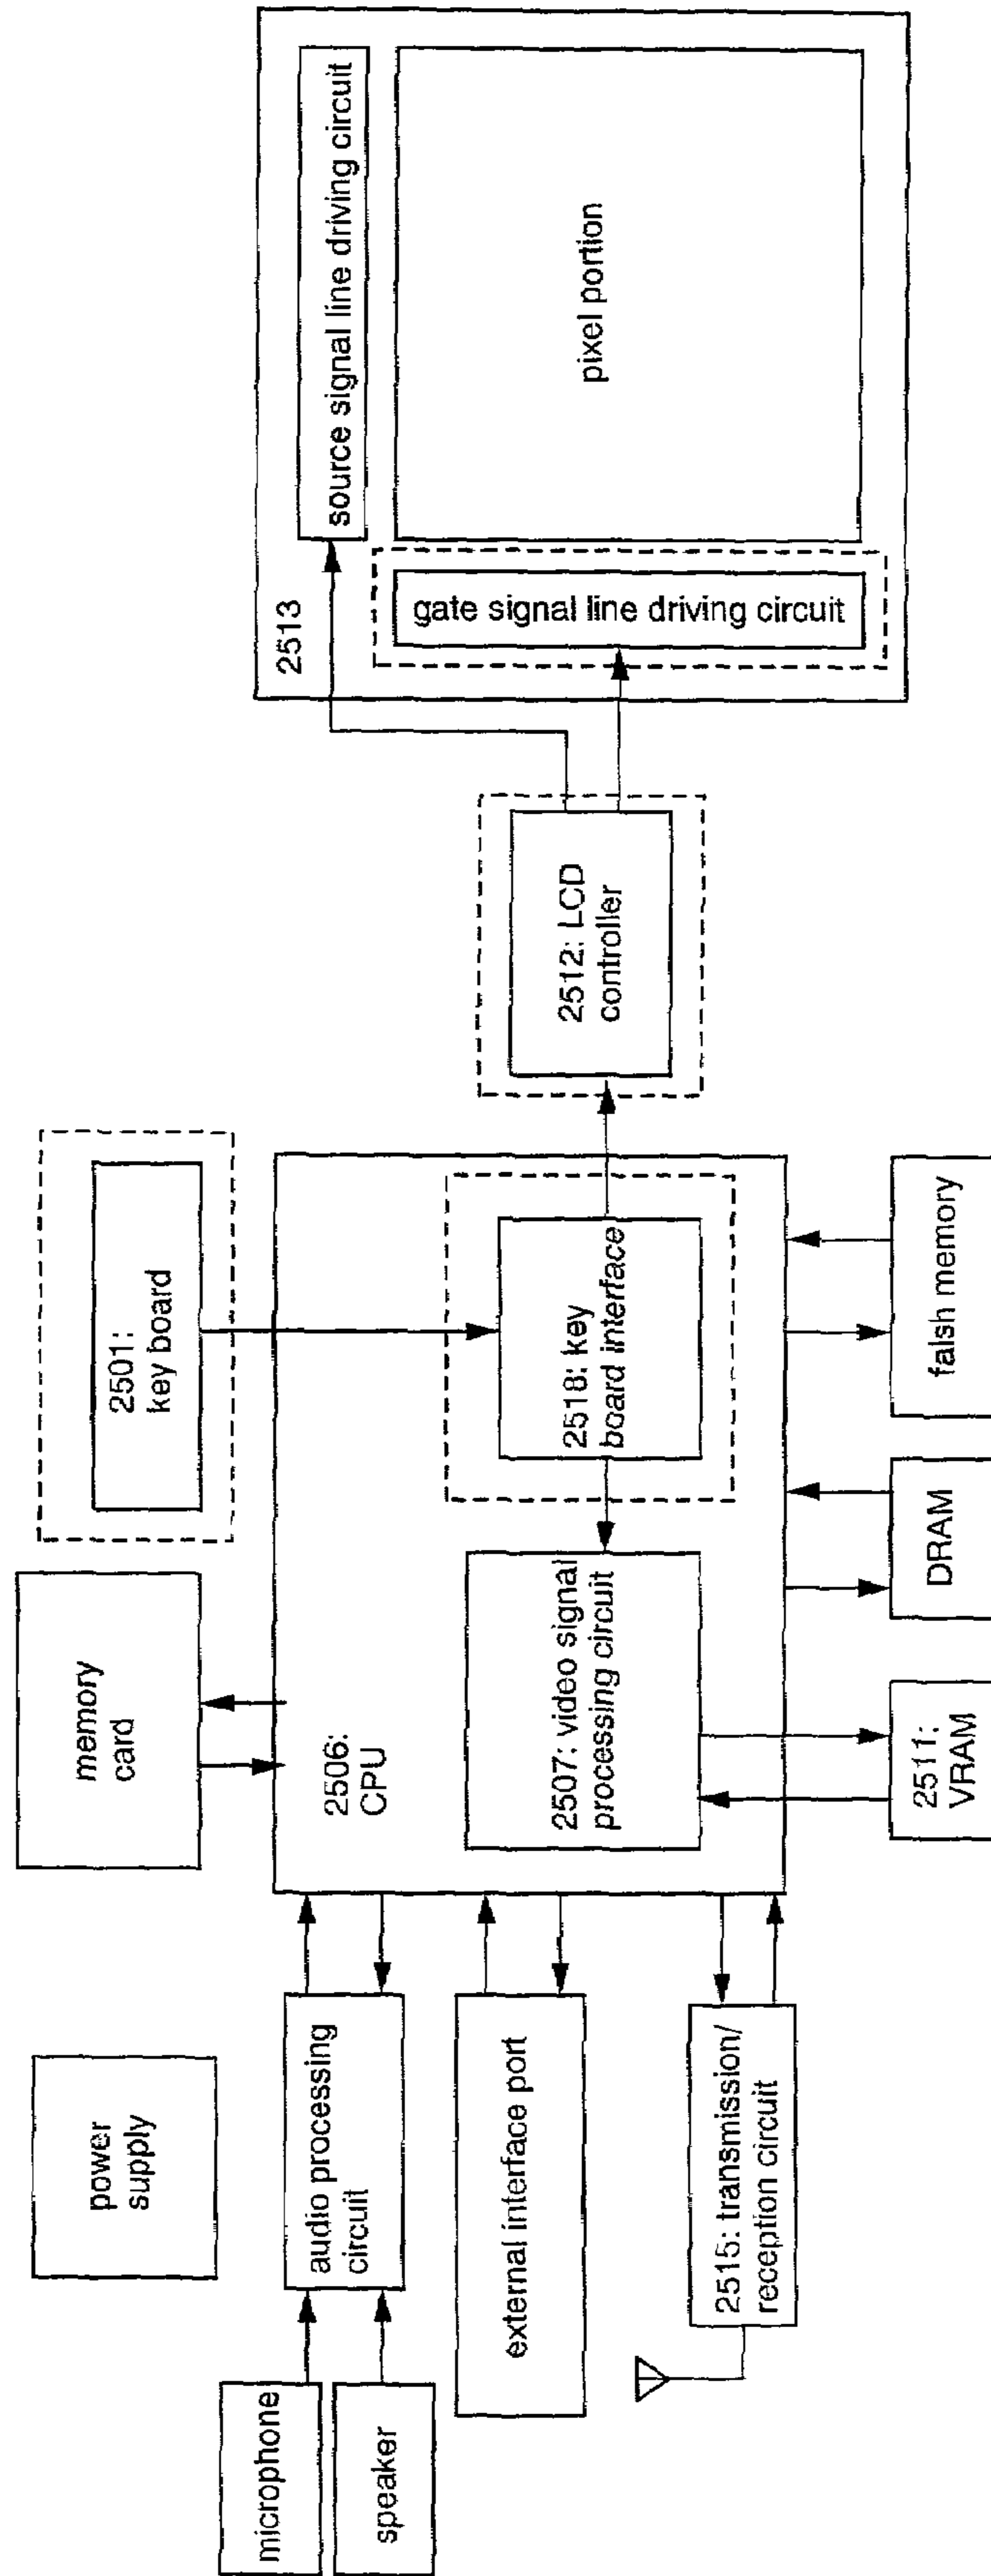 microphone
speaker
power
supply
audio processing
circuit
external interface port
2515: transmission/
reception circuit
memory
card
2501:
key board
2506:
CPU
2507: video signal
processing circuit
2518: key
board interface
2511:
VRAM
DRAM
falsh memory
2512: LCD
controller
2513
source signal line driving circuit
gate signal line driving circuit
pixel portion